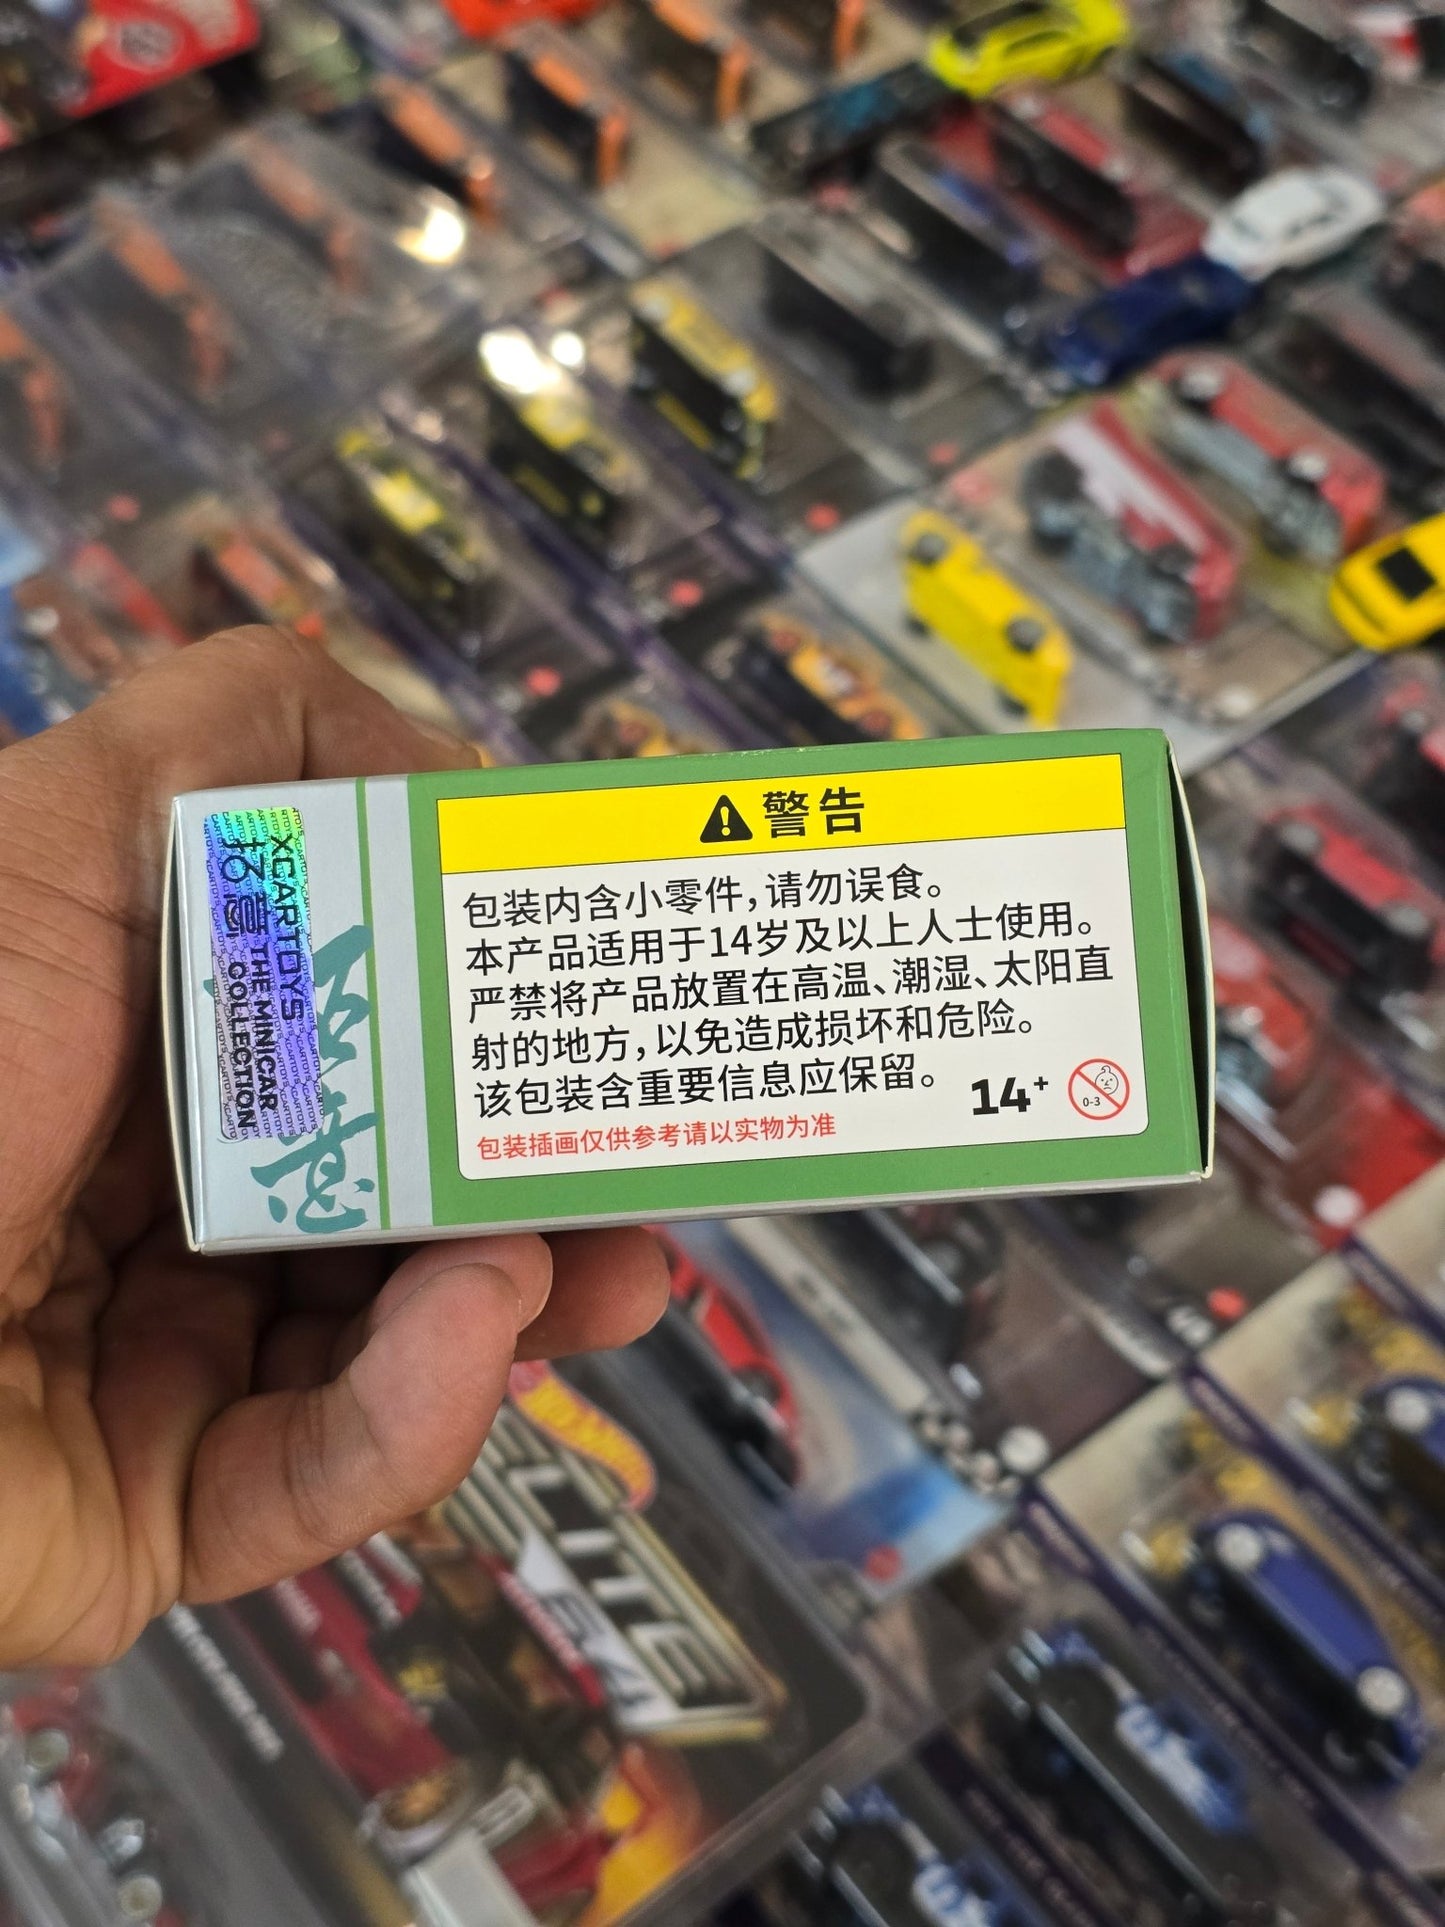 警告
包装内含小零件,请勿误食。
本产品适用于14岁及以上人士使用。
严禁将产品放置在高温、潮湿、太阳直
射的地方,以免造成损坏和危险。
该包装含重要信息应保留。
14+
0-3
包装插画仅供参考请以实物为准
XCARTOYS
拓意
THE MINICAR
COLLECTION
拓意
ELITE
64